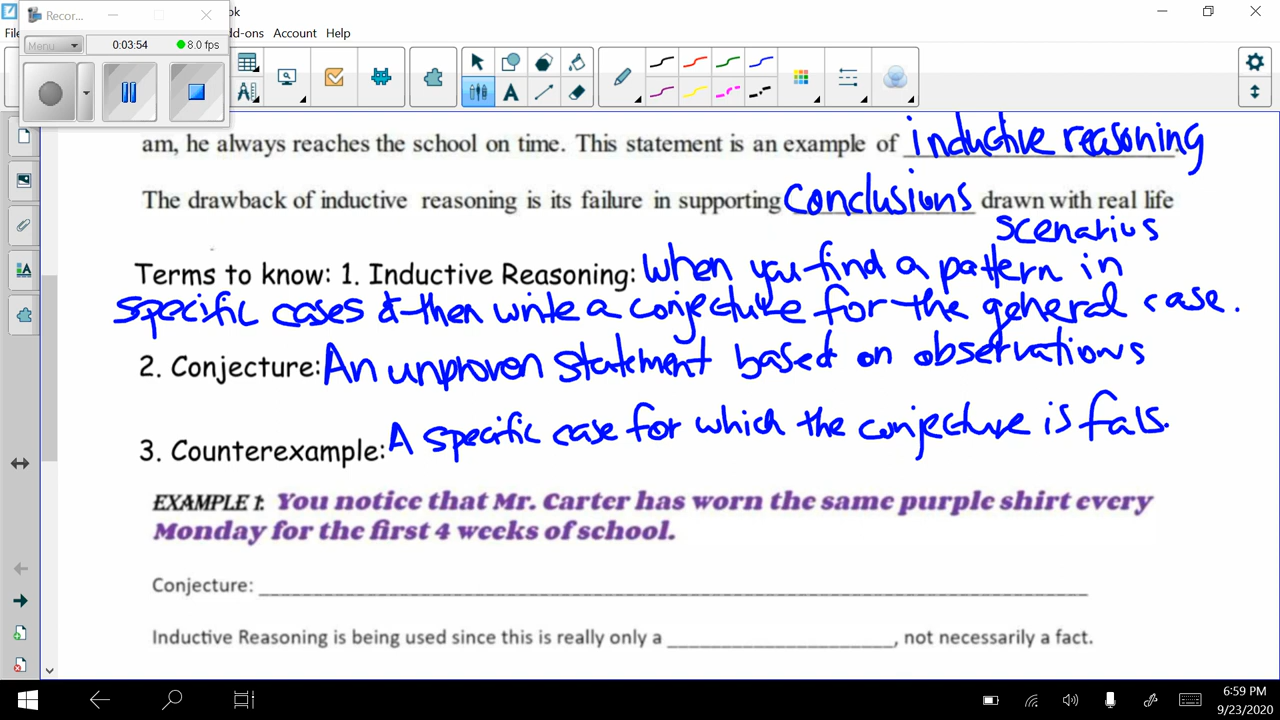 Recor...
ok
File
dd-ons Account Help
Menu 00:03:54 8.0 fps
am, he always reaches the school on time. This statement is an example of inductive reasoning.
The drawback of inductive reasoning is its failure in supporting conclusions drawn with real life
scenarios
Terms to know: 1. Inductive Reasoning: When you find a pattern in
specific cases & then write a conjecture for the general case.
2. Conjecture: An unproven statement based on observations
3. Counterexample: A specific case for which the conjecture is fals.
EXAMPLE 1: You notice that Mr. Carter has worn the same purple shirt every
Monday for the first 4 weeks of school.
Conjecture: ____
Inductive Reasoning is being used since this is really only a ____, not necessarily a fact.
6:59 PM
9/23/2020